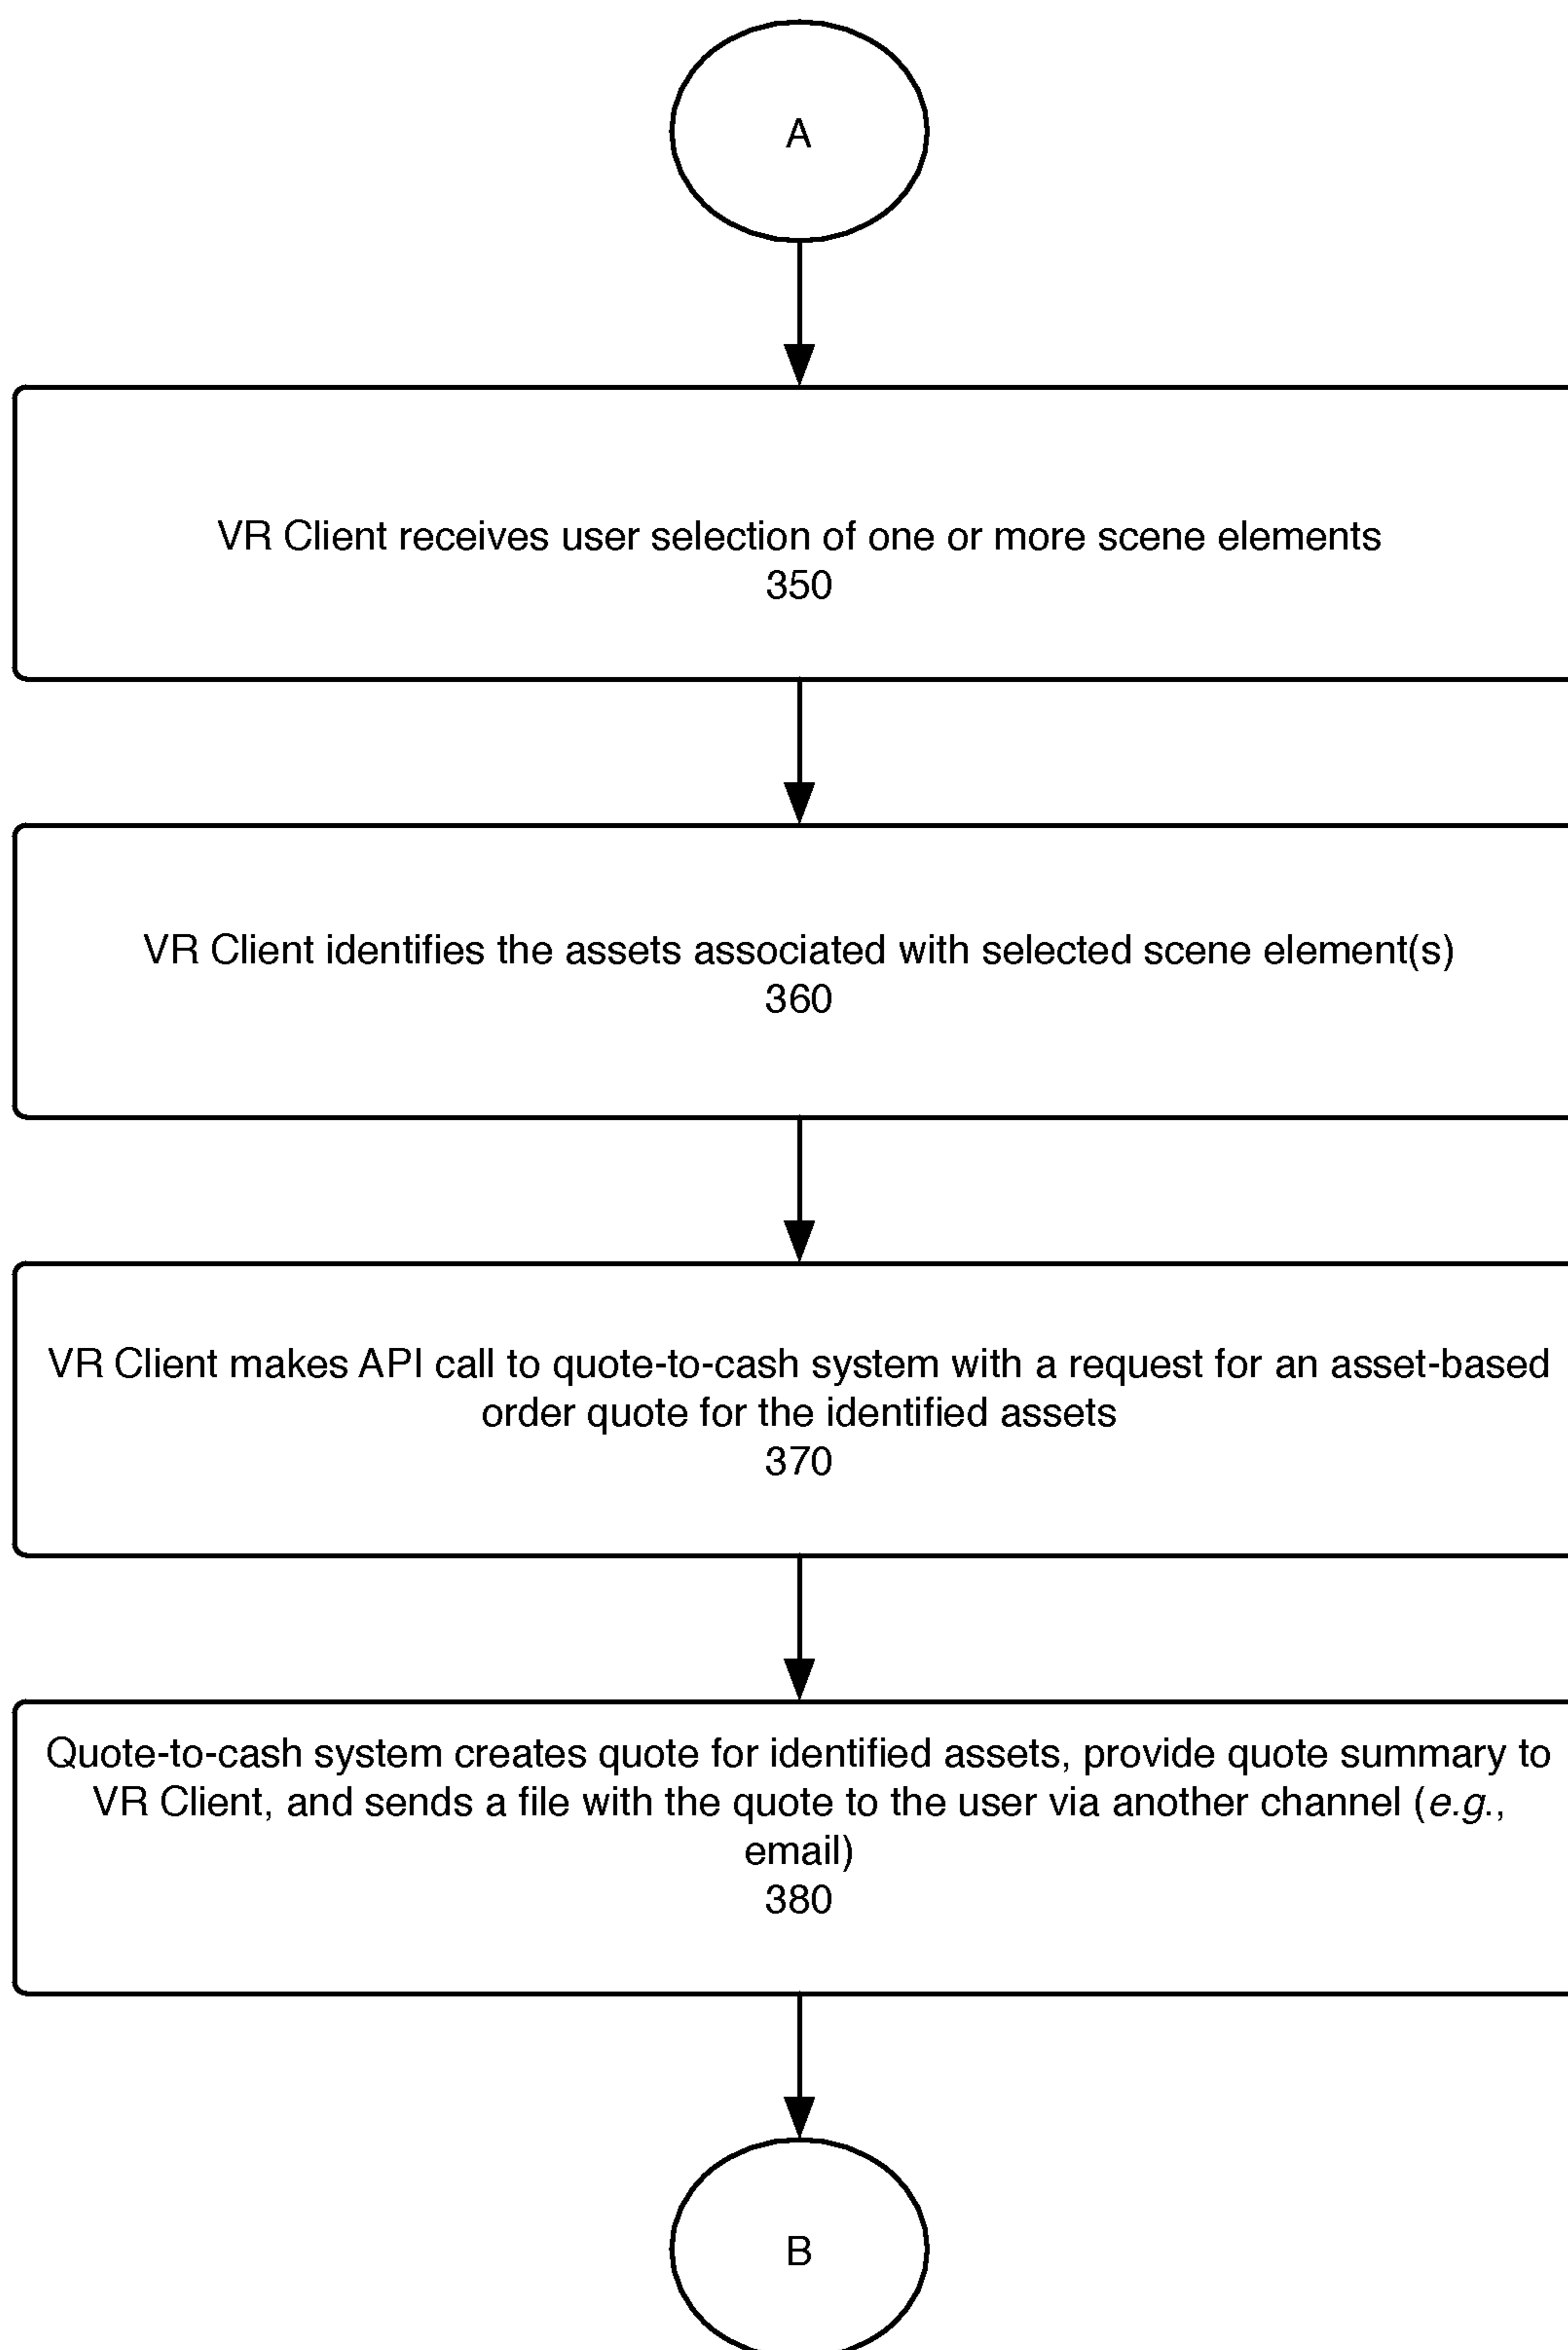 A
VR Client receives user selection of one or more scene elements
350
VR Client identifies the assets associated with selected scene element(s)
360
VR Client makes API call to quote-to-cash system with a request for an asset-based
order quote for the identified assets
370
Quote-to-cash system creates quote for identified assets, provide quote summary to
VR Client, and sends a file with the quote to the user via another channel (e.g.,
email)
380
B